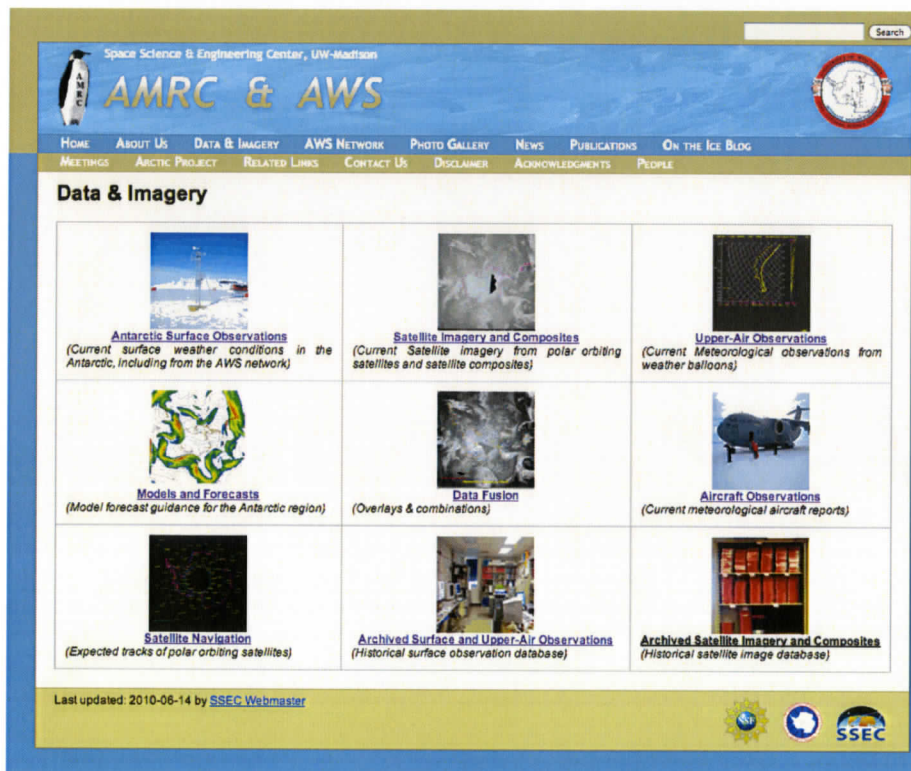 Search
Space Science & Engineering Center, UW-Madison
AMRC
AMRC & AWS
Home About Us Data & Imagery AWS Network Photo Gallery News Publications On the Ice Blog
Meetings Arctic Project Related Links Contact Us Disclaimer Acknowledgments People
Data & Imagery
Antarctic Surface Observations
(Current surface weather conditions in the
Antarctic, including from the AWS network)
Satellite Imagery and Composites
(Current Satellite imagery from polar orbiting
satellites and satellite composites)
Upper-Air Observations
(Current Meteorological observations from
weather balloons)
Models and Forecasts
(Model forecast guidance for the Antarctic region)
Data Fusion
(Overlays & combinations)
Aircraft Observations
(Current meteorological aircraft reports)
Satellite Navigation
(Expected tracks of polar orbiting satellites)
Archived Surface and Upper-Air Observations
(Historical surface observation database)
Archived Satellite Imagery and Composites
(Historical satellite image database)
Last updated: 2010-06-14 by SSEC Webmaster
NSF
SSEC